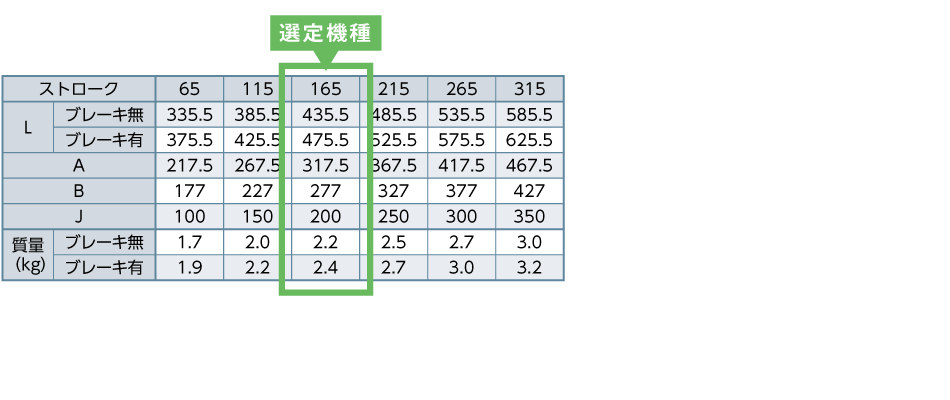 選定機種
ストローク 65 115 165 215 265 315
L ブレーキ無 335.5 385.5 435.5 485.5 535.5 585.5
ブレーキ有 375.5 425.5 475.5 525.5 575.5 625.5
A 217.5 267.5 317.5 367.5 417.5 467.5
B 177 227 277 327 377 427
J 100 150 200 250 300 350
質量(kg) ブレーキ無 1.7 2.0 2.2 2.5 2.7 3.0
ブレーキ有 1.9 2.2 2.4 2.7 3.0 3.2